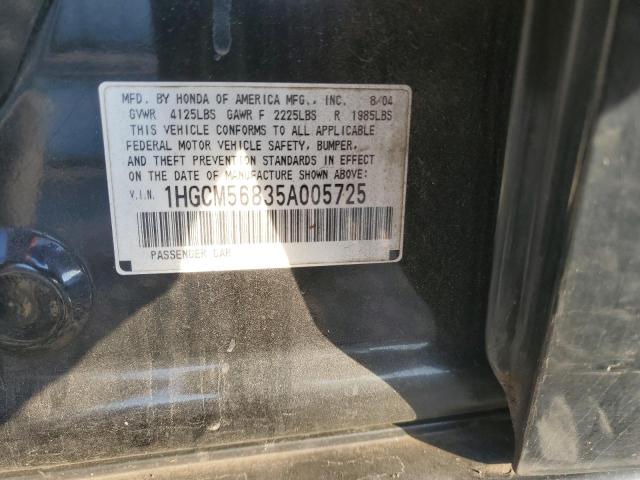 MFD. BY HONDA OF AMERICA MFG., INC. 8/04
GVWR 4125LBS GAWR F 2225LBS R 1985LBS
THIS VEHICLE CONFORMS TO ALL APPLICABLE
FEDERAL MOTOR VEHICLE SAFETY, BUMPER,
AND THEFT PREVENTION STANDARDS IN EFFECT
ON THE DATE OF MANUFACTURE SHOWN ABOVE:
V.I.N. 1HGCM56835A005725
PASSENGER CAR